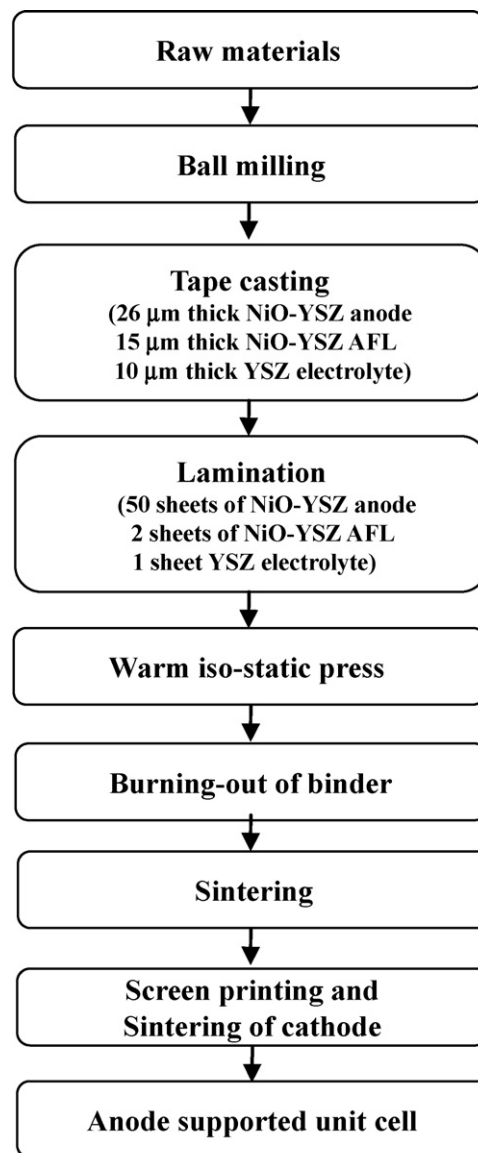 Raw materials
Ball milling
Tape casting
(26 μm thick NiO-YSZ anode
15 μm thick NiO-YSZ AFL
10 μm thick YSZ electrolyte)
Lamination
(50 sheets of NiO-YSZ anode
2 sheets of NiO-YSZ AFL
1 sheet YSZ electrolyte)
Warm iso-static press
Burning-out of binder
Sintering
Screen printing and
Sintering of cathode
Anode supported unit cell